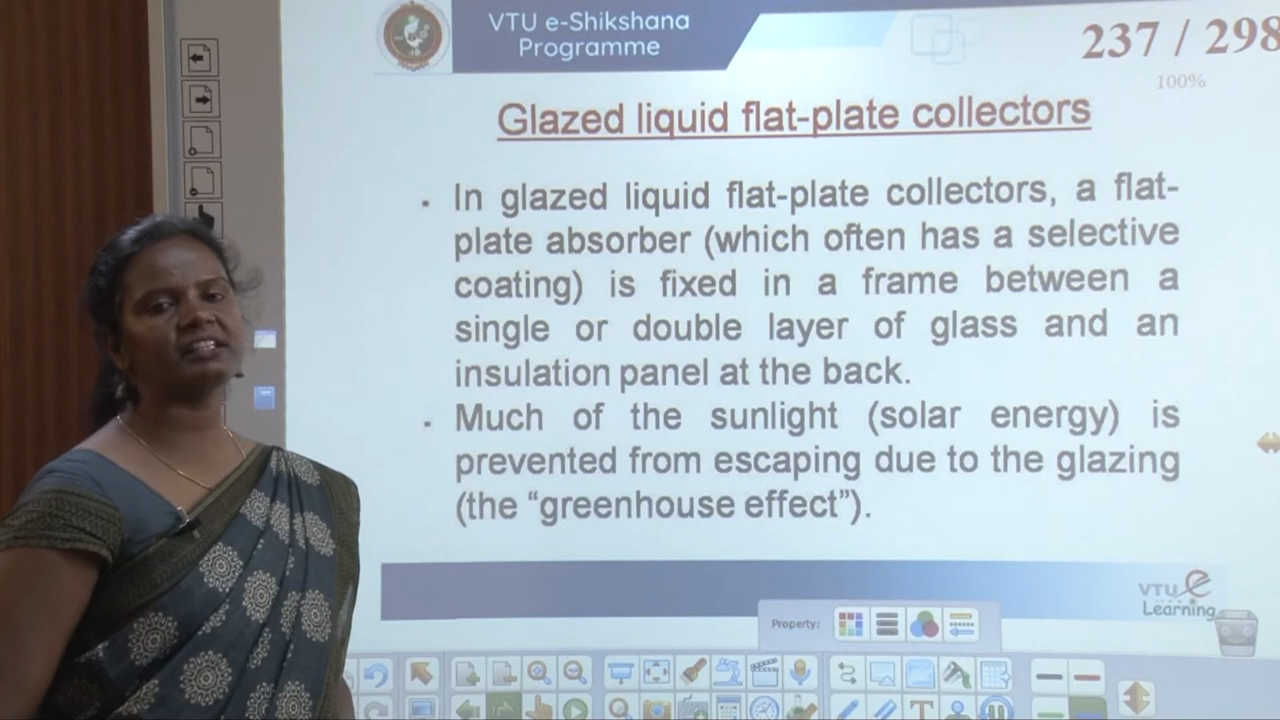 VTU e-Shikshana
Programme
237 / 298
100%
Glazed liquid flat-plate collectors
. In glazed liquid flat-plate collectors, a flat-
plate absorber (which often has a selective
coating) is fixed in a frame between a
single or double layer of glass and an
insulation panel at the back.
. Much of the sunlight (solar energy) is
prevented from escaping due to the glazing
(the “greenhouse effect”).
VTU e
Learning
Property: